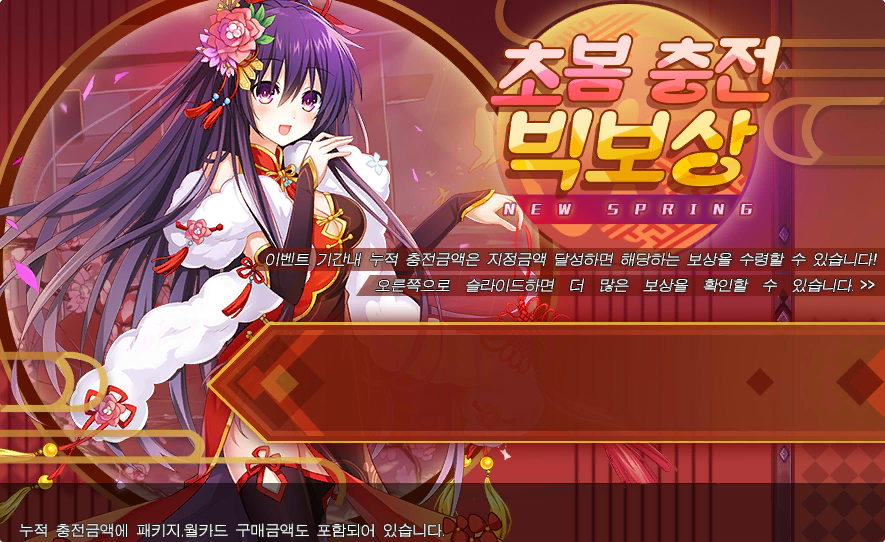 초봄 충전
빅보상
NEW SPRING
이벤트 기간내 누적 충전금액은 지정금액 달성하면 해당하는 보상을 수령할 수 있습니다!
오른쪽으로 슬라이드하면 더 많은 보상을 확인할 수 있습니다. >>
누적 충전금액에 패키지,월카드 구매금액도 포함되어 있습니다.